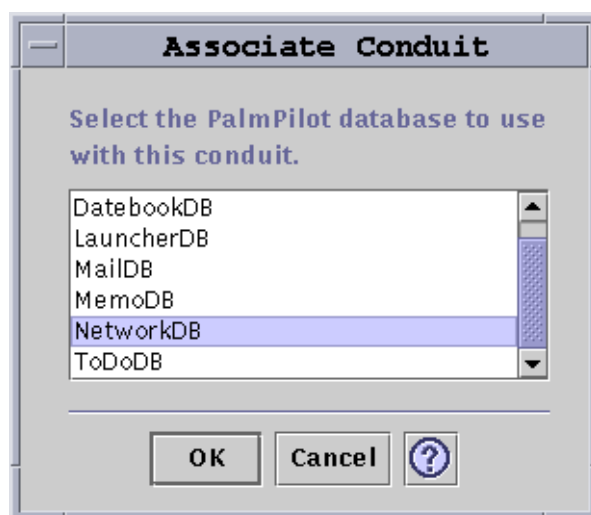 Associate Conduit
Select the PalmPilot database to use
with this conduit.
DatebookDB
LauncherDB
MailDB
MemoDB
NetworkDB
ToDoDB
OK
Cancel
?